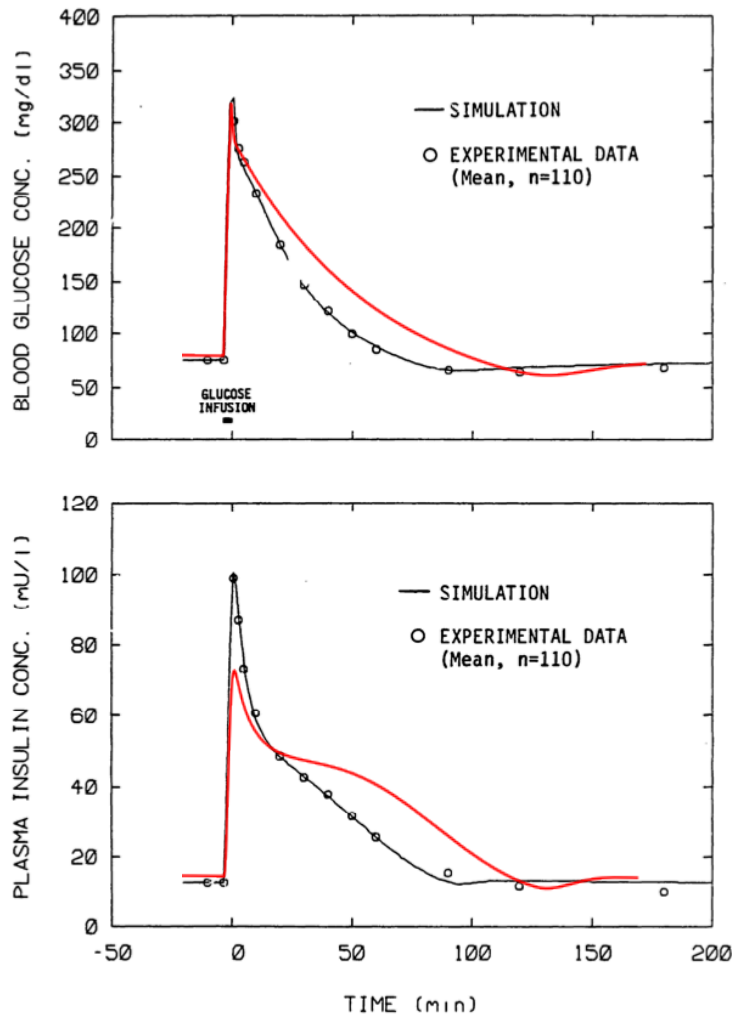 400
350
300
250
200
150
100
50
0
BLOOD GLUCOSE CONC. (mg/dl)
SIMULATION
EXPERIMENTAL DATA
(Mean, n=110)
GLUCOSE
INFUSION
120
100
80
60
40
20
0
PLASMA INSULIN CONC. (mU/l)
SIMULATION
EXPERIMENTAL DATA
(Mean, n=110)
-50 0 50 100 150 200
TIME (min)